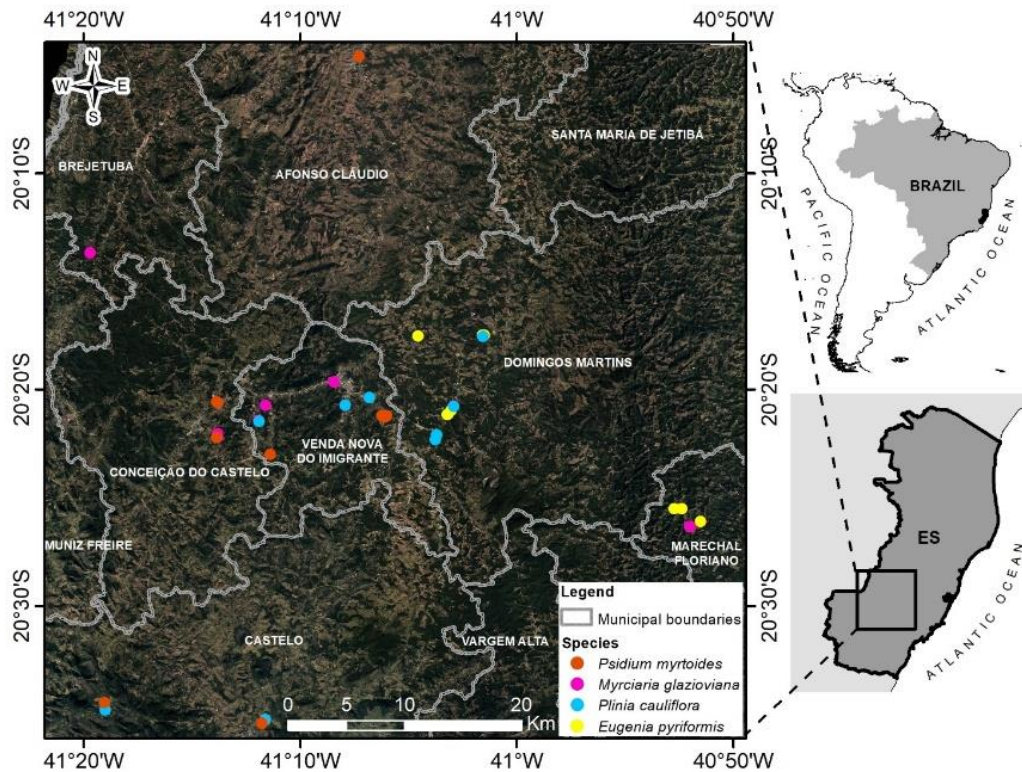 41°20'W 41°10'W 41°0'W 40°50'W
N
W E
S
SANTA MARIA DE JETIBÁ
BREJETUBA
AFONSO CLÁUDIO
20°10'S
20°10'S
DOMINGOS MARTINS
20°20'S
20°20'S
VENDA NOVA
DO IMIGRANTE
CONCEIÇÃO DO CASTELO
MUNIZ FREIRE
MARECHAL
FLORIANO
20°30'S
20°30'S
CASTELO
VARGEM ALTA
0 5 10 20
Km
Legend
Municipal boundaries
Species
Psidium myrtoides
Myrciaria glazioviana
Plinia cauliflora
Eugenia pyriformis
41°20'W 41°10'W 41°0'W 40°50'W
BRAZIL
PACIFIC OCEAN
ATLANTIC OCEAN
ES
ATLANTIC OCEAN